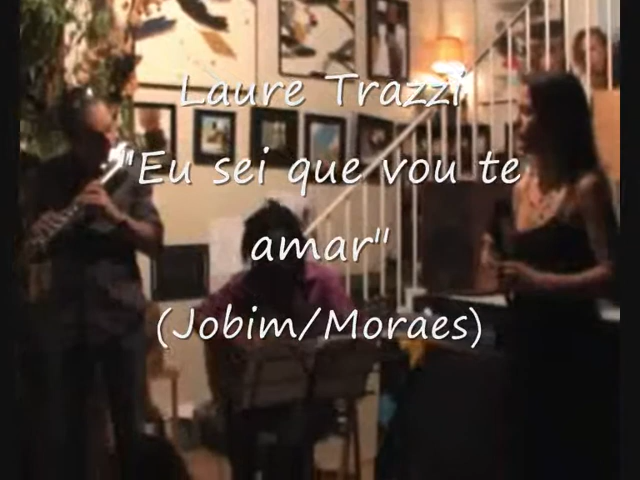 Laure Trazzi
"Eu sei que vou te
amar"
(Jobim/Moraes)